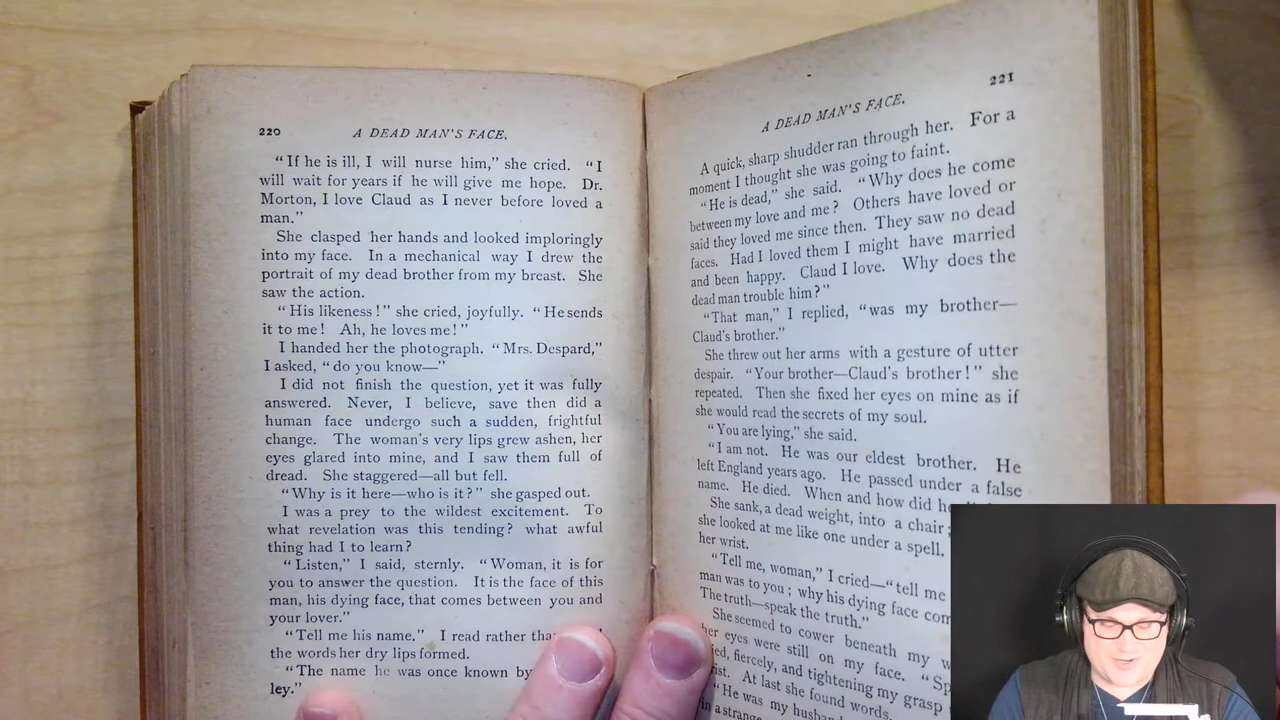 220 A DEAD MAN'S FACE.
“If he is ill, I will nurse him,” she cried. “I
will wait for years if he will give me hope. Dr.
Morton, I love Claud as I never before loved a
man.”
She clasped her hands and looked imploringly
into my face. In a mechanical way I drew the
portrait of my dead brother from my breast. She
saw the action.
“His likeness!” she cried, joyfully. “He sends
it to me! Ah, he loves me!”
I handed her the photograph. “Mrs. Despard,”
I asked, “do you know—”
I did not finish the question, yet it was fully
answered. Never, I believe, save then did a
human face undergo such a sudden, frightful
change. The woman's very lips grew ashen, her
eyes glared into mine, and I saw them full of
dread. She staggered—all but fell.
“Why is it here—who is it?” she gasped out.
I was a prey to the wildest excitement. To
what revelation was this tending? what awful
thing had I to learn?
“Listen,” I said, sternly. “Woman, it is for
you to answer the question. It is the face of this
man, his dying face, that comes between you and
your lover.”
“Tell me his name.” I read rather
the words her dry lips formed.
“The name he was once known by
ley.”
A DEAD MAN'S FACE. 221
A quick, sharp shudder ran through her. For a
moment I thought she was going to faint.
“He is dead,” she said. “Why does he come
between my love and me? Others have loved or
said they loved me since then. They saw no dead
faces. Had I loved them I might have married
and been happy. Claud I love. Why does the
dead man trouble him?”
“That man,” I replied, “was my brother—
Claud's brother.”
She threw out her arms with a gesture of utter
despair. “Your brother—Claud's brother!” she
repeated. Then she fixed her eyes on mine as if
she would read the secrets of my soul.
“You are lying,” she said.
“I am not. He was our eldest brother. He
left England years ago. He passed under a false
name. He died. When and how did he
She sank, a dead weight, into a chair;
she looked at me like one under a spell.
her wrist.
“Tell me, woman,” I cried—“tell me
man was to you; why his dying face
The truth—speak the truth.”
She seemed to cower beneath my
her eyes were still on my face.
fiercely, and tightening my grasp
At last she found words.
“He was my
in a strange